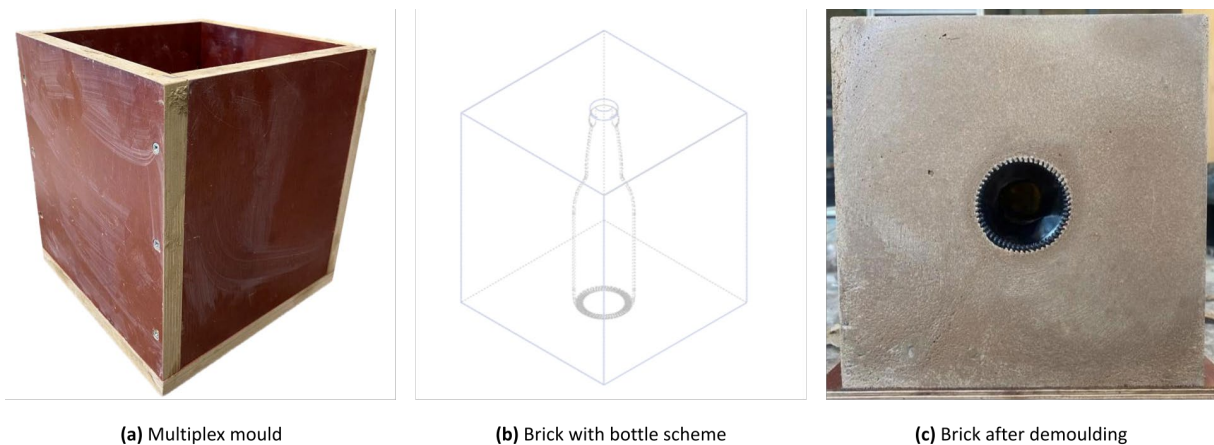 (a) Multiplex mould
(b) Brick with bottle scheme
(c) Brick after demoulding